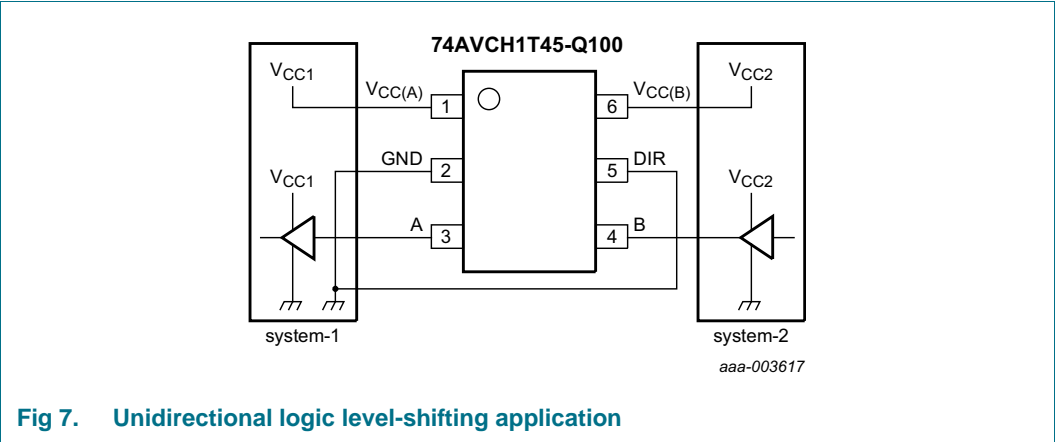 74AVCH1T45-Q100
VCC1
VCC(A)
1
6
VCC(B)
VCC2
GND
2
5
DIR
VCC1
VCC2
A
3
4
B
system-1
system-2
aaa-003617
Fig 7. Unidirectional logic level-shifting application